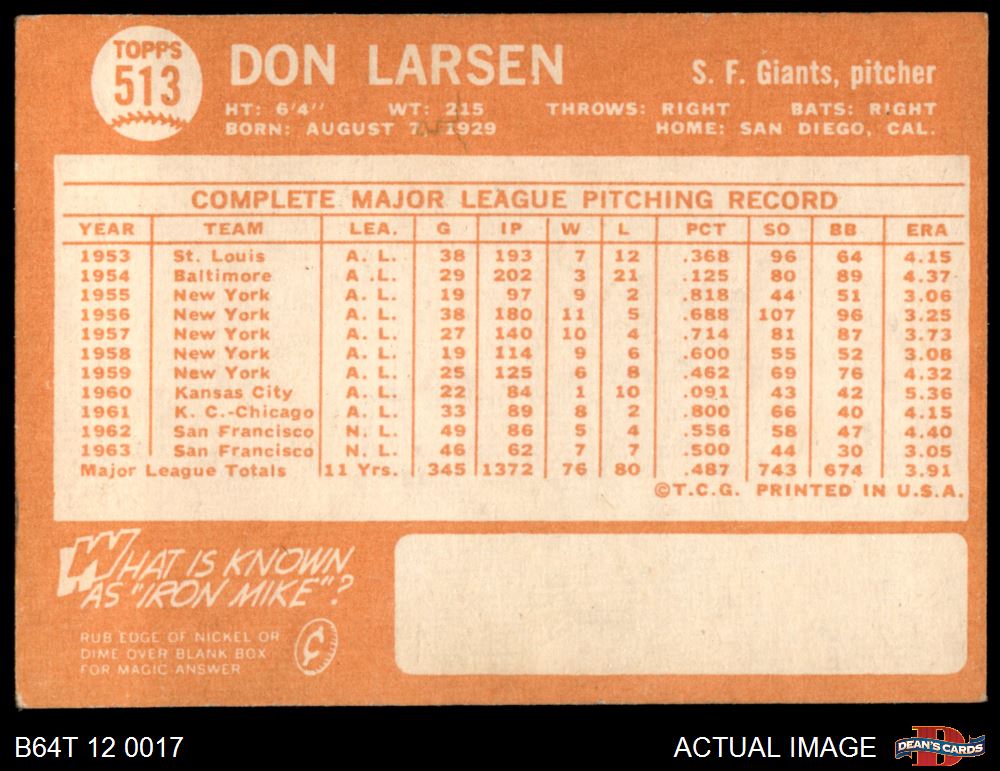 TOPPS
513
DON LARSEN
S. F. Giants, pitcher
HT: 6'4" WT: 215 THROWS: RIGHT BATS: RIGHT
BORN: AUGUST 7, 1929 HOME: SAN DIEGO, CAL.
COMPLETE MAJOR LEAGUE PITCHING RECORD
YEAR TEAM LEA. G IP W L PCT SO BB ERA
1953 St. Louis A. L. 38 193 7 12 .368 96 64 4.15
1954 Baltimore A .L. 29 202 3 21 .125 80 89 4.37
1955 New York A. L. 19 97 9 2 .818 44 51 3.06
1956 New York A. L. 38 180 11 5 .688 107 96 3.25
1957 New York A. L. 27 140 10 4 .714 81 87 3.73
1958 New York A. L. 19 114 9 6 .600 55 52 3.08
1959 New York A. L. 25 125 6 8 .462 69 76 4.32
1960 Kansas City A. L. 22 84 1 10 .091 43 42 5.36
1961 K. C.-Chicago A. L. 33 89 8 2 .800 66 40 4.15
1962 San Francisco N. L. 49 86 5 4 .556 58 47 4.40
1963 San Francisco N. L. 46 62 7 7 .500 44 30 3.05
Major League Totals 11 Yrs. 345 1372 76 80 .487 743 674 3.91
©T.C.G. PRINTED IN U.S.A.
WHAT IS KNOWN
AS "IRON MIKE"?
RUB EDGE OF NICKEL OR
DIME OVER BLANK BOX
FOR MAGIC ANSWER
B64T 12 0017
ACTUAL IMAGE
DEAN'S CARDS